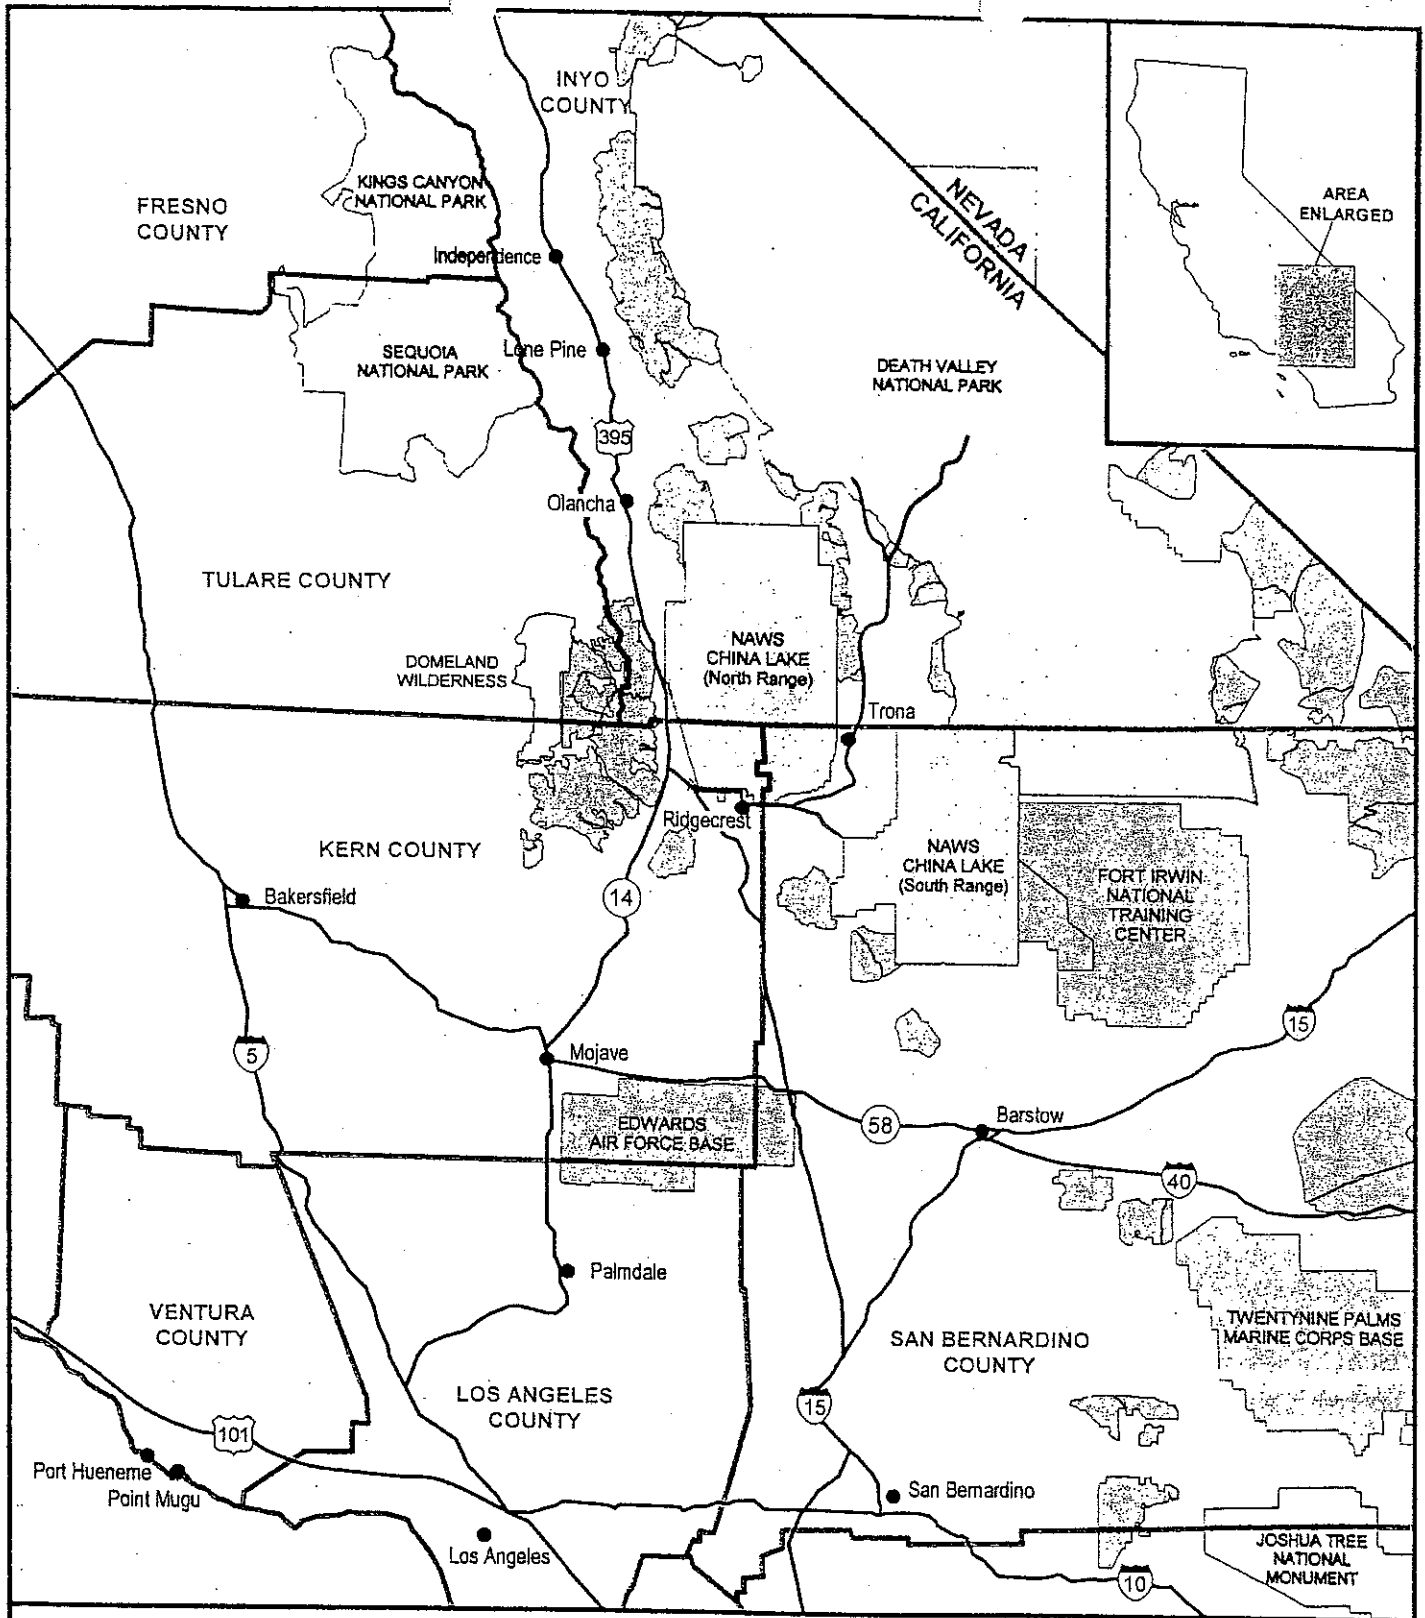 INYO
COUNTY
KINGS CANYON
NATIONAL PARK
FRESNO
COUNTY
NEVADA
CALIFORNIA
AREA
ENLARGED
Independence
SEQUOIA
NATIONAL PARK
Lone Pine
DEATH VALLEY
NATIONAL PARK
395
Olancha
TULARE COUNTY
DOMELAND
WILDERNESS
NAWS
CHINA LAKE
(North Range)
Trona
Ridgecrest
KERN COUNTY
NAWS
CHINA LAKE
(South Range)
FORT IRWIN
NATIONAL
TRAINING
CENTER
Bakersfield
14
15
5
Mojave
EDWARDS
AIR FORCE BASE
58
Barstow
40
Palmdale
VENTURA
COUNTY
SAN BERNARDINO
COUNTY
TWENTYNINE PALMS
MARINE CORPS BASE
LOS ANGELES
COUNTY
15
101
Port Hueneme
Point Mugu
San Bernardino
Los Angeles
JOSHUA TREE
NATIONAL
MONUMENT
10